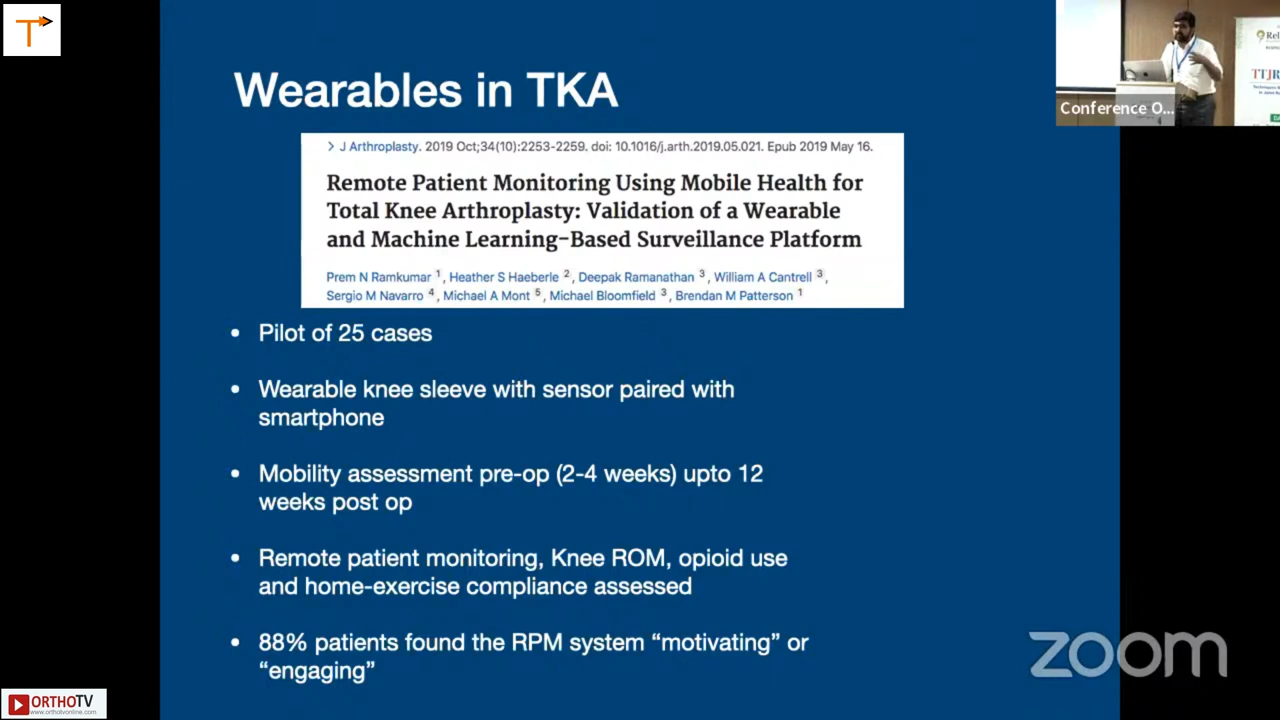 Wearables in TKA
> J Arthroplasty. 2019 Oct;34(10):2253-2259. doi: 10.1016/j.arth.2019.05.021. Epub 2019 May 16.
Remote Patient Monitoring Using Mobile Health for
Total Knee Arthroplasty: Validation of a Wearable
and Machine Learning-Based Surveillance Platform
Prem N Ramkumar 1, Heather S Haeberle 2, Deepak Ramanathan 3, William A Cantrell 3,
Sergio M Navarro 4, Michael A Mont 5, Michael Bloomfield 3, Brendan M Patterson 1
• Pilot of 25 cases
• Wearable knee sleeve with sensor paired with
smartphone
• Mobility assessment pre-op (2-4 weeks) upto 12
weeks post op
• Remote patient monitoring, Knee ROM, opioid use
and home-exercise compliance assessed
• 88% patients found the RPM system “motivating” or
“engaging”
Conference O...
TTJR
zoom
ORTHOTV
www.orthotvonline.com